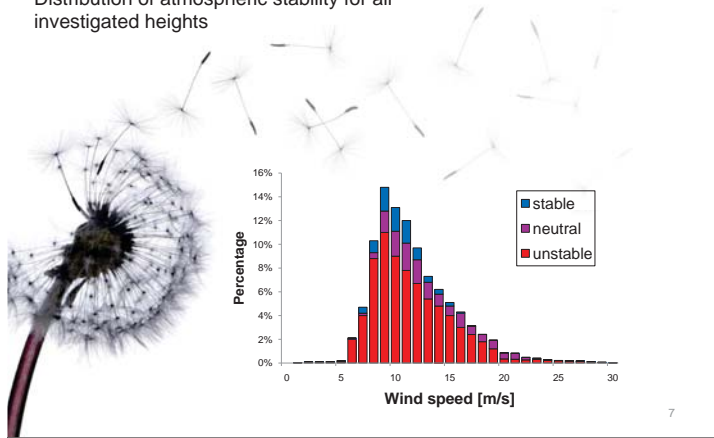 Distribution of atmospheric stability for all
investigated heights
16%
14%
12%
10%
8%
6%
4%
2%
0%
Percentage
stable
neutral
unstable
0 5 10 15 20 25 30
Wind speed [m/s]
7